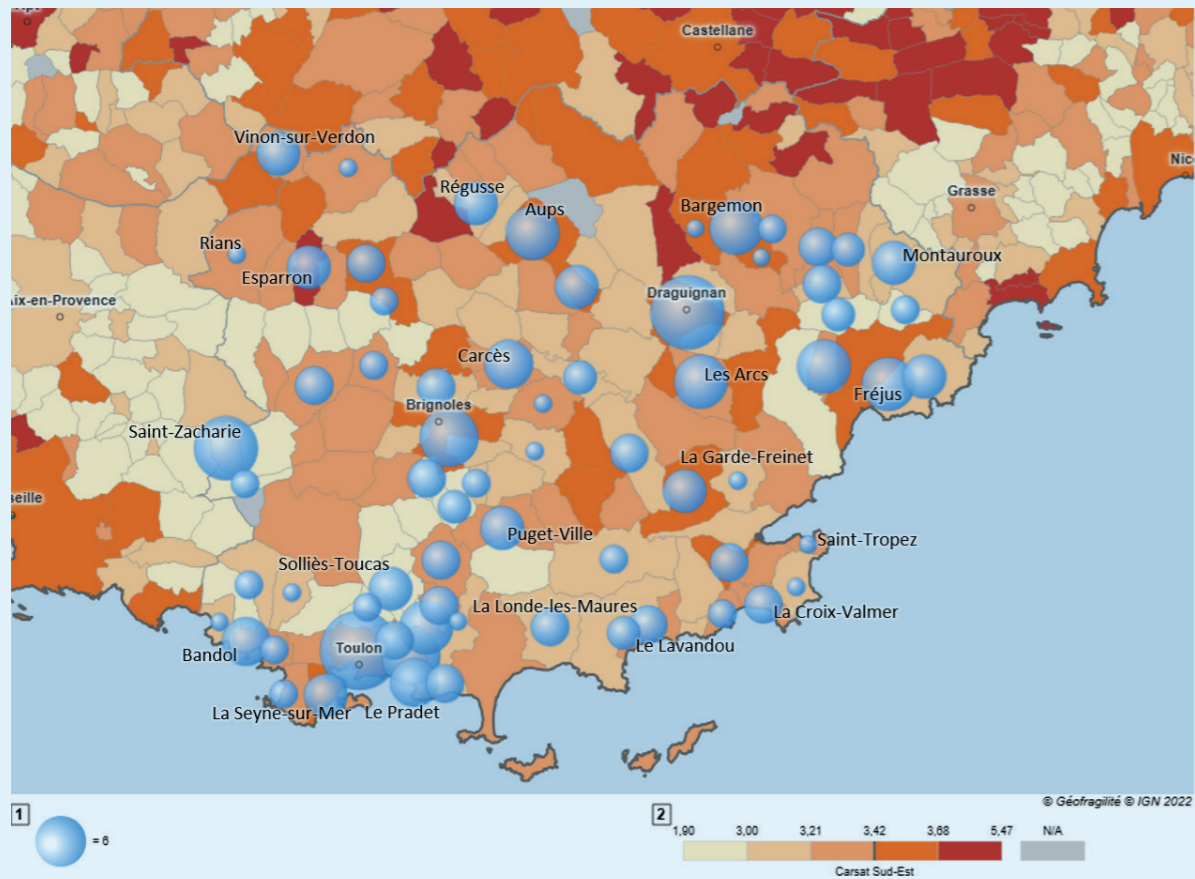 Castellane
Vinon-sur-Verdon
Nic
Régusse
Grasse
Aups
Bargemon
Rians
Montauroux
Esparron
Aix-en-Provence
Draguignan
Carcès
Les Arcs
Fréjus
Brignoles
Saint-Zacharie
La Garde-Freinet
seille
Puget-Ville
Saint-Tropez
Solliès-Toucas
La Londe-les-Maures
La Croix-Valmer
Le Lavandou
Toulon
Bandol
La Seyne-sur-Mer
Le Pradet
© Géofragilité © IGN 2022
1
= 6
2
1,90 3,00 3,21 3,42 3,68 5,47 N/A
Carsat Sud-Est